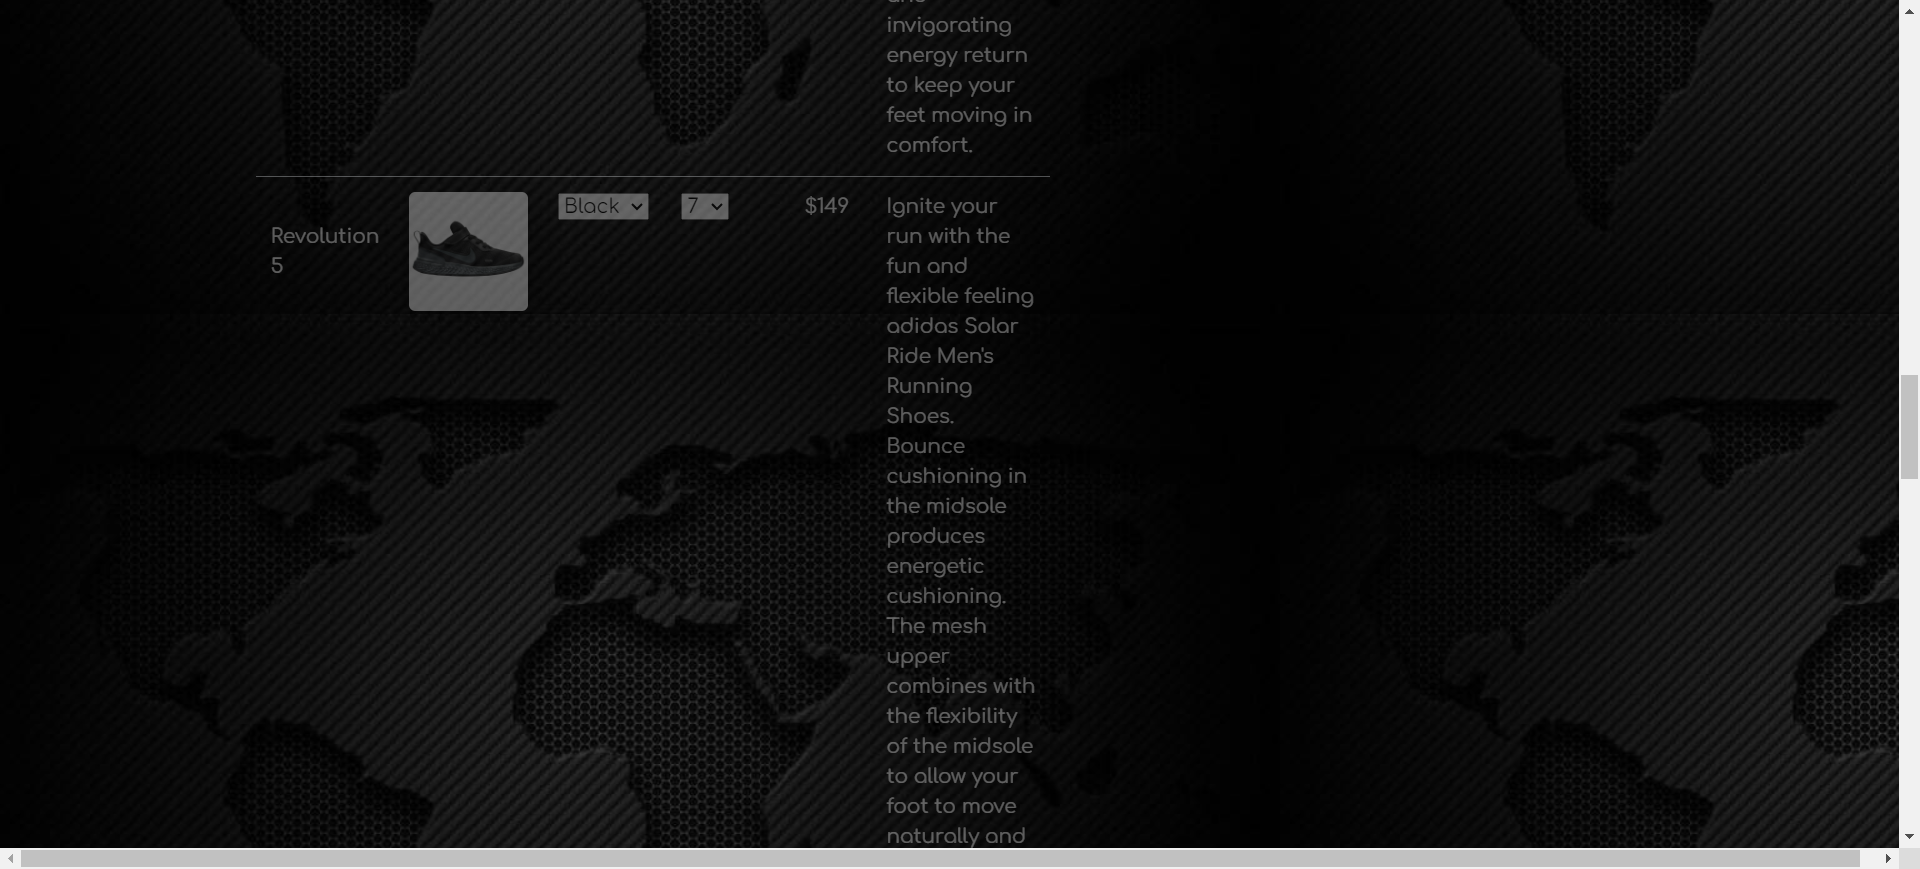 invigorating
energy return
to keep your
feet moving in
comfort.
Revolution
5
Black
7
$149
Ignite your
run with the
fun and
flexible feeling
adidas Solar
Ride Men's
Running
Shoes.
Bounce
cushioning in
the midsole
produces
energetic
cushioning.
The mesh
upper
combines with
the flexibility
of the midsole
to allow your
foot to move
naturally and